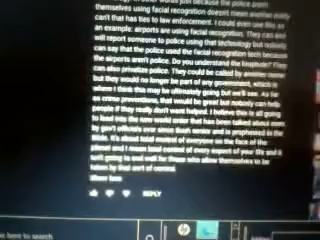 themselves using facial recognition doesn't mean another entity
can't that has ties to law enforcement. I could even use this as
an example: airports are using facial recognition. They can and
will report someone to police using that technology but nobody
can say that the police used the facial recognition tech because
the airports aren't police. Do you understand the loophole? They
can also privatize police. They could be called by another name
but they would no longer be part of any government, which is
where I think this may be ultimately going but we'll see. As far
as crime prevention, that would be great but nobody can help
people if they really don't want helped. I believe this is all going
to lead into the new world order that has been talked about
by gov't officials ever since Bush senior and is prophesied in the
bible. It's about total control of everyone on the face of the
planet and I mean total control of every aspect of your life and it
isn't going to end well for those who allow themselves to be
taken by that sort of control
Show less
REPLY
here to search
hp